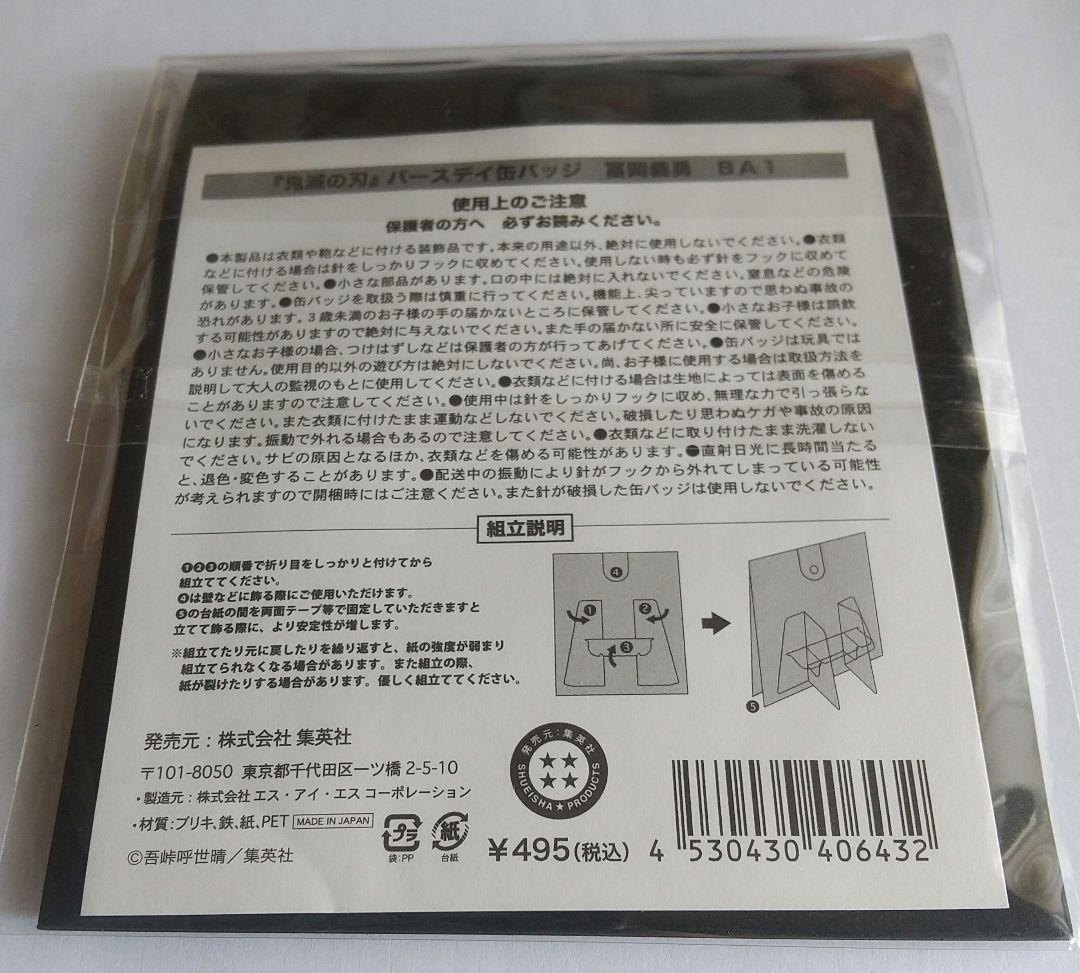 『鬼滅の刃』バースデイ缶バッジ 冨岡義勇 BA1
使用上のご注意
保護者の方へ 必ずお読みください。
●本製品は衣類や鞄などに付ける装飾品です。本来の用途以外、絶対に使用しないでください。●衣類
などに付ける場合は針をしっかりフックに収めてください。使用しない時も必ず針をフックに収めて
保管してください。●小さな部品があります。口の中には絶対に入れないでください。窒息などの危険
があります。●缶バッジを取扱う際は慎重に行ってください。機能上、尖っていますので思わぬ事故の
恐れがあります。3歳未満のお子様の手の届かないところに保管してください。●小さなお子様は誤飲
する可能性がありますので絶対に与えないでください。また手の届かない所に安全に保管してください。
●小さなお子様の場合、つけはずしなどは保護者の方が行ってあげてください。●缶バッジは玩具では
ありません。使用目的以外の遊び方は絶対にしないでください。尚、お子様に使用する場合は取扱方法を
説明して大人の監視のもとに使用してください。●衣類などに付ける場合は生地によっては表面を傷める
ことがありますので注意してください。●使用中は針をしっかりフックに収め、無理な力で引っ張らな
いでください。また衣類に付けたまま運動などしないでください。破損したり思わぬケガや事故の原因
になります。振動で外れる場合もあるので注意してください。●衣類などに取り付けたまま洗濯しない
でください。サビの原因となるほか、衣類などを傷める可能性があります。●直射日光に長時間当たる
と、退色・変色することがあります。●配送中の振動により針がフックから外れてしまっている可能性
が考えられますので開梱時にはご注意ください。また針が破損した缶バッジは使用しないでください。
組立説明
❶❷❸の順番で折り目をしっかりと付けてから
組立ててください。
❹は壁などに飾る際にご使用いただけます。
❺の台紙の間を両面テープ等で固定していただきますと
立てて飾る際に、より安定性が増します。
※組立てたり元に戻したりを繰り返すと、紙の強度が弱まり
組立てられなくなる場合があります。また組立の際、
紙が裂けたりする場合があります。優しく組立ててください。
❹
❶ ❷
❸
❺
発売元:株式会社 集英社
〒101-8050 東京都千代田区一ツ橋 2-5-10
・製造元:株式会社 エス・アイ・エス コーポレーション
・材質:ブリキ、鉄、紙、PET MADE IN JAPAN
©吾峠呼世晴/集英社
プラ
袋:PP
紙
台紙
発売元:集英社
SHUEISHA★PRODUCTS
¥495(税込)
4 530430 406432